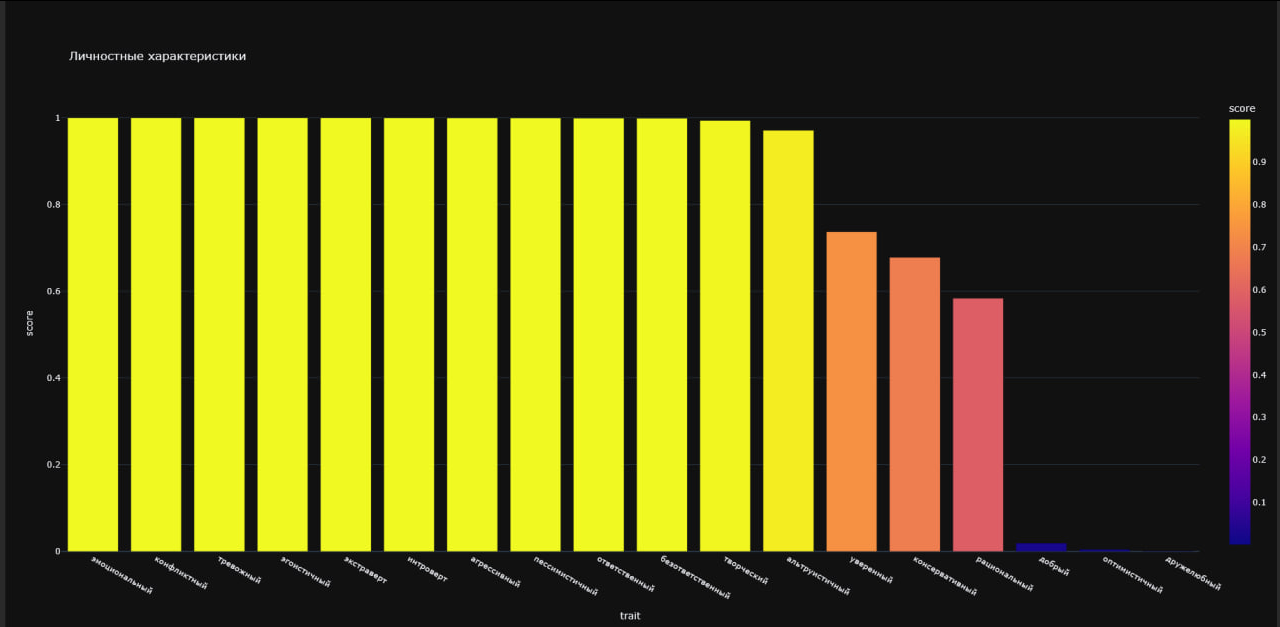 Личностные характеристики
score
1
0.8
0.6
0.4
0.2
0
score
0.9
0.8
0.7
0.6
0.5
0.4
0.3
0.2
0.1
эмоциональный
конфликтный
тревожный
эгоистичный
экстраверт
интроверт
агрессивный
пессимистичный
ответственный
безответственный
творческий
альтруистичный
уверенный
консервативный
рациональный
добрый
оптимистичный
дружелюбный
trait